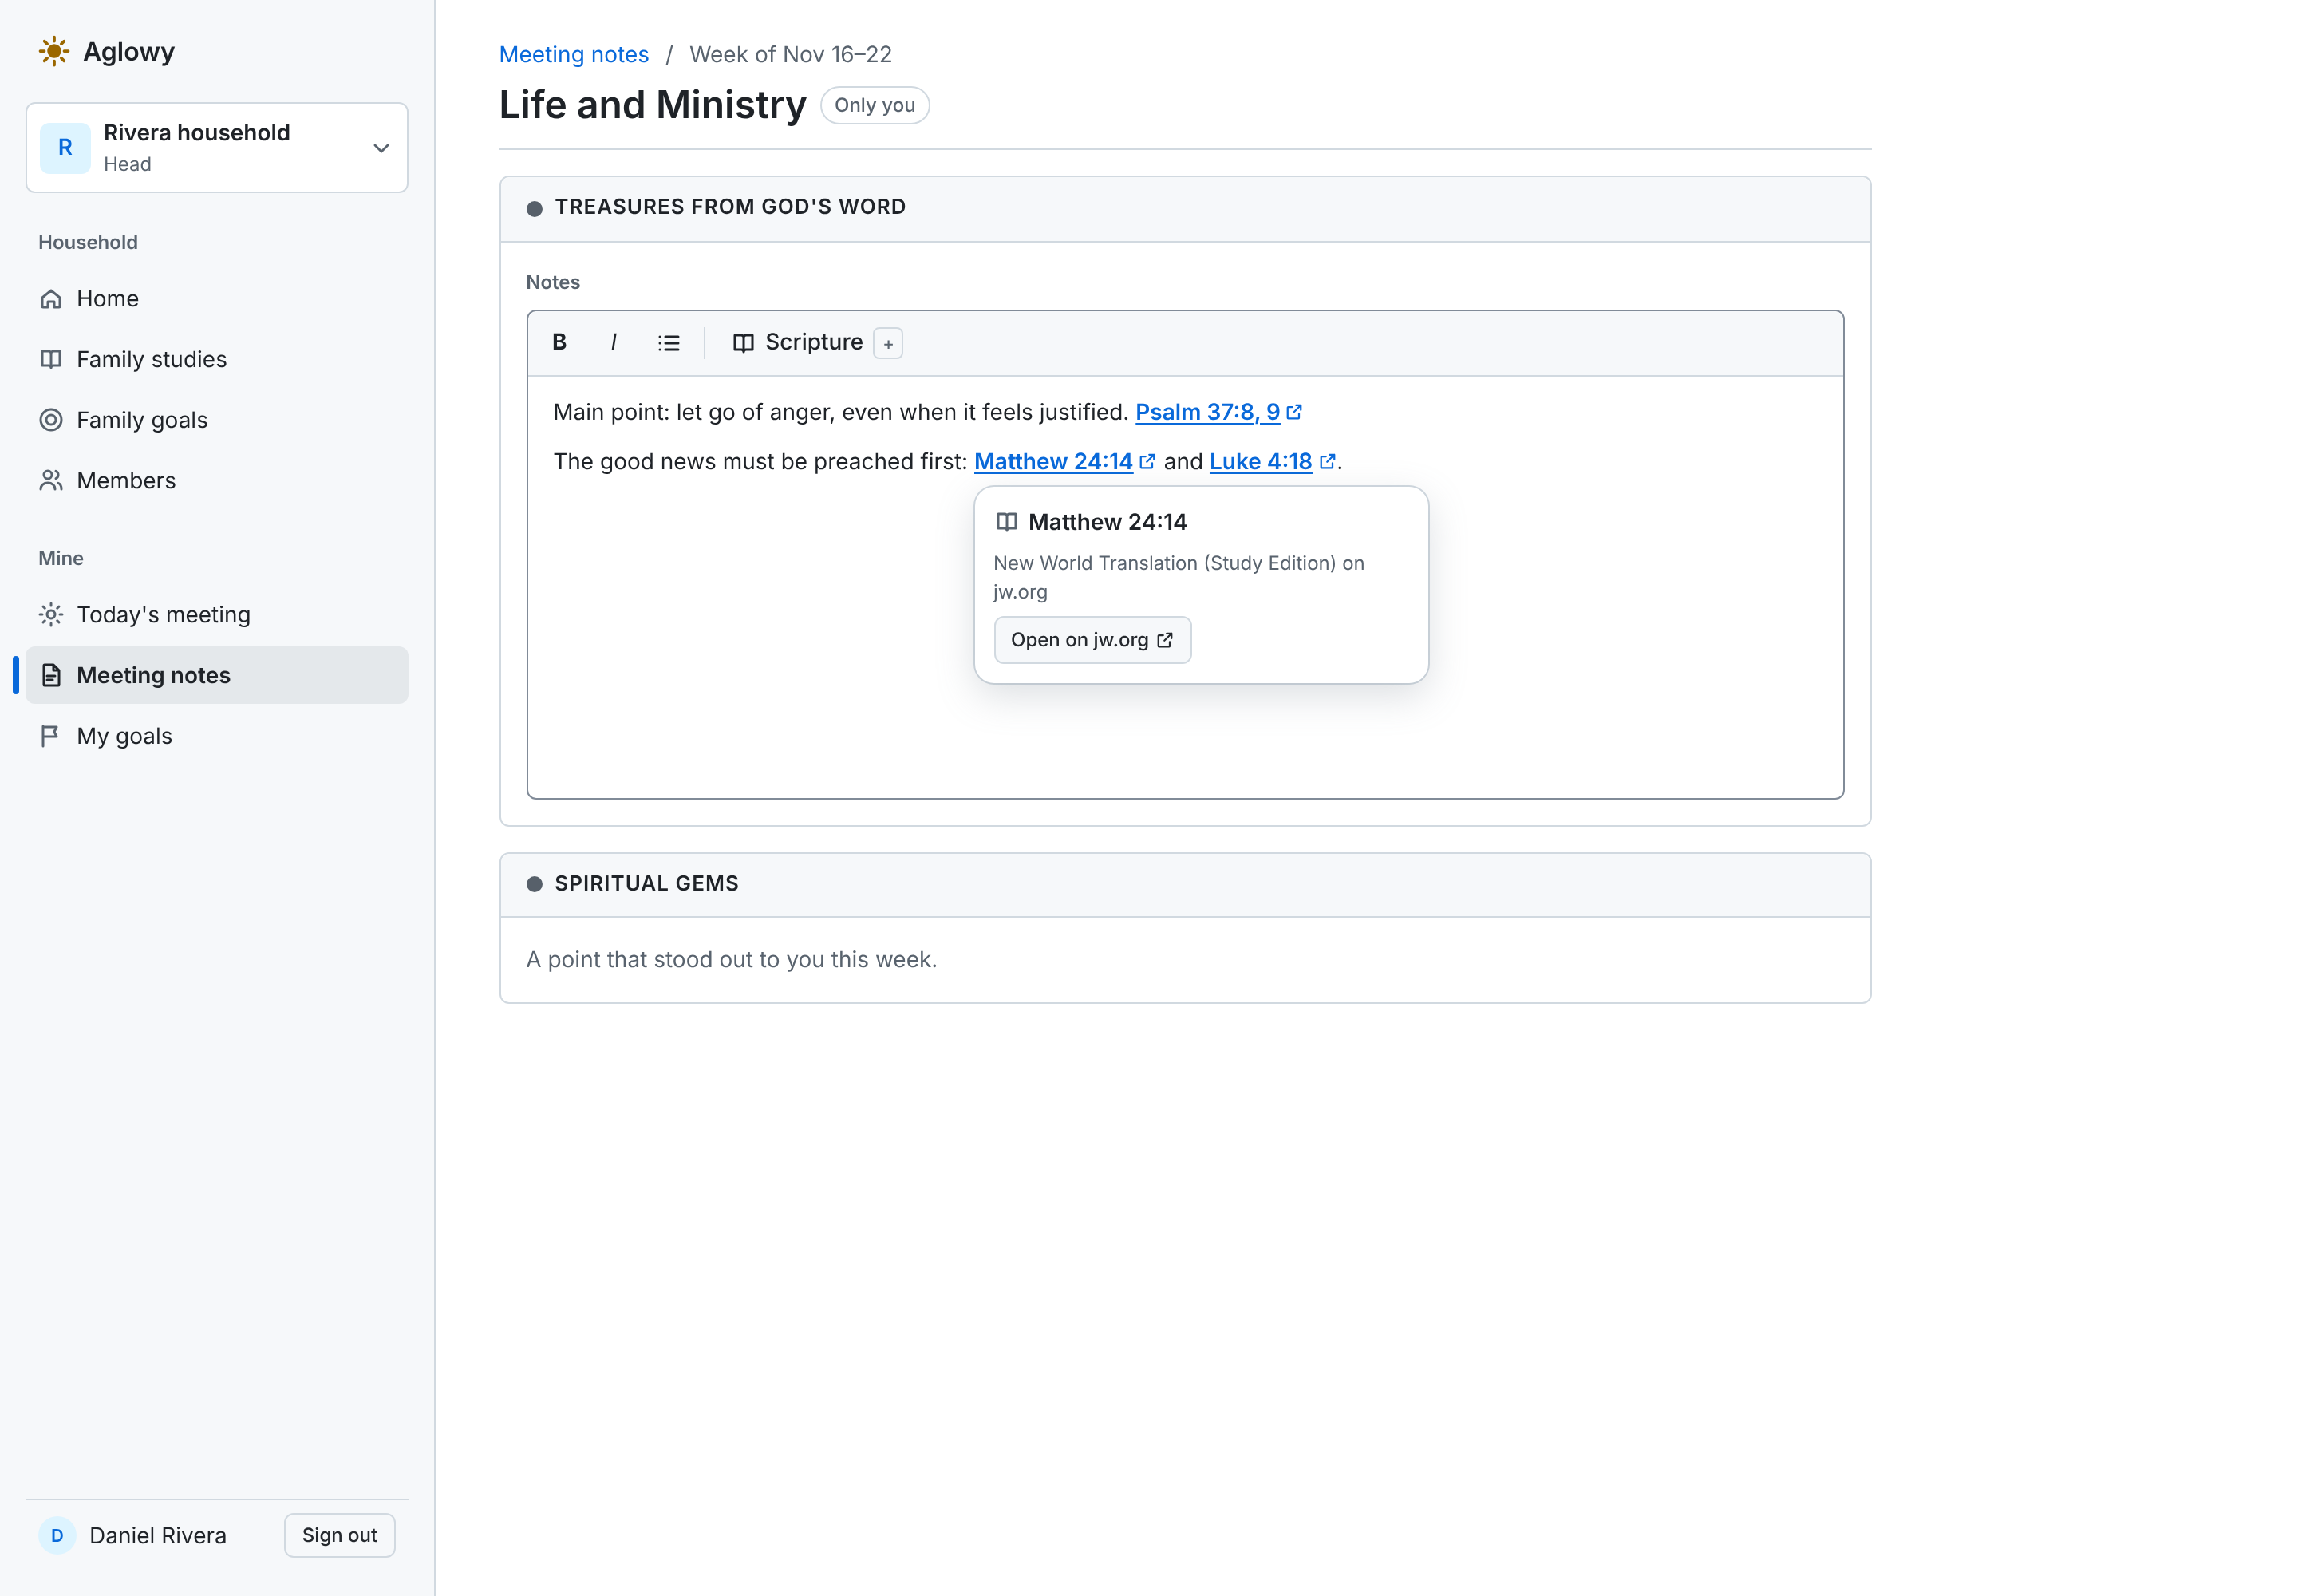 Aglowy
R
Rivera household
Head
Household
Home
Family studies
Family goals
Members
Mine
Today's meeting
Meeting notes
My goals
D
Daniel Rivera
Sign out
Meeting notes / Week of Nov 16–22
Life and Ministry
Only you
TREASURES FROM GOD'S WORD
Notes
B I Scripture +
Main point: let go of anger, even when it feels justified. Psalm 37:8, 9
The good news must be preached first: Matthew 24:14 and Luke 4:18.
Matthew 24:14
New World Translation (Study Edition) on
jw.org
Open on jw.org
SPIRITUAL GEMS
A point that stood out to you this week.